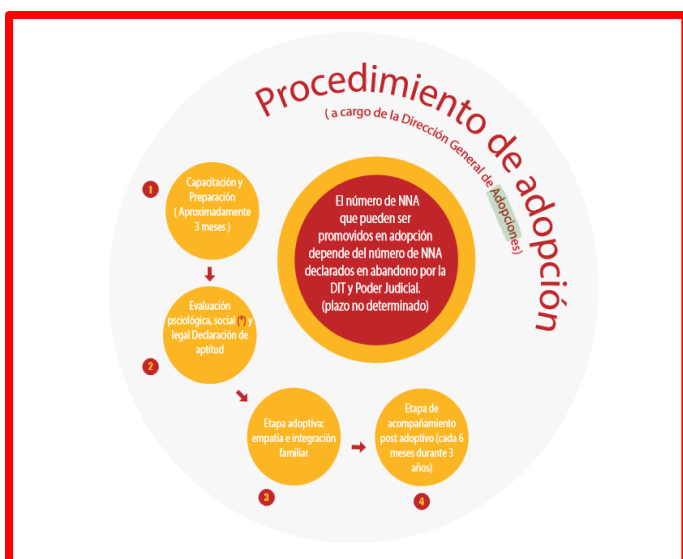 Procedimiento de adopción
( a cargo de la Dirección General de Adopciones)
1
Capacitación y
Preparación
( Aproximadamente
3 meses )
El número de NNA
que pueden ser
promovidos en adopción
depende del número de NNA
declarados en abandono por la
DIT y Poder Judicial.
(plazo no determinado)
Evaluación
psciológica, social (*) y
legal Declaración de
aptitud
2
Etapa adoptiva:
empatía e integración
familiar
3
Etapa de
acompañamiento
post adoptivo (cada 6
meses durante 3
años)
4